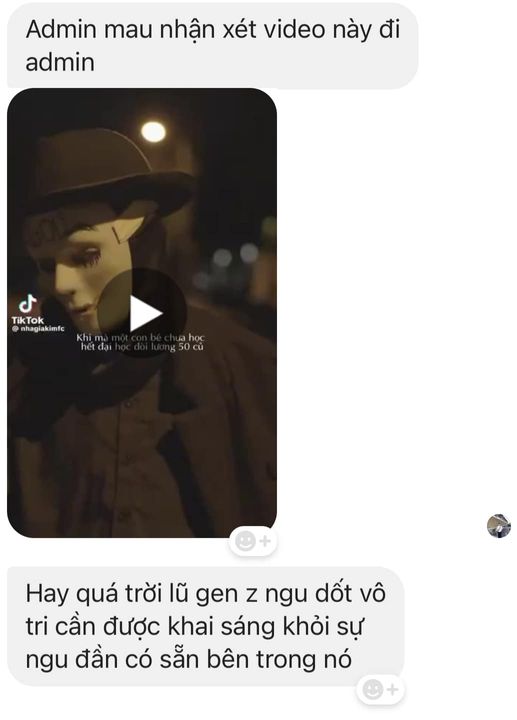 Admin mau nhận xét video này đi
admin
TikTok
@ nhagiakimfc
Khi mà một con bé chưa học
hết đại học đòi lương 50 củ
Hay quá trời lũ gen z ngu dốt vô
tri cần được khai sáng khỏi sự
ngu đần có sẵn bên trong nó